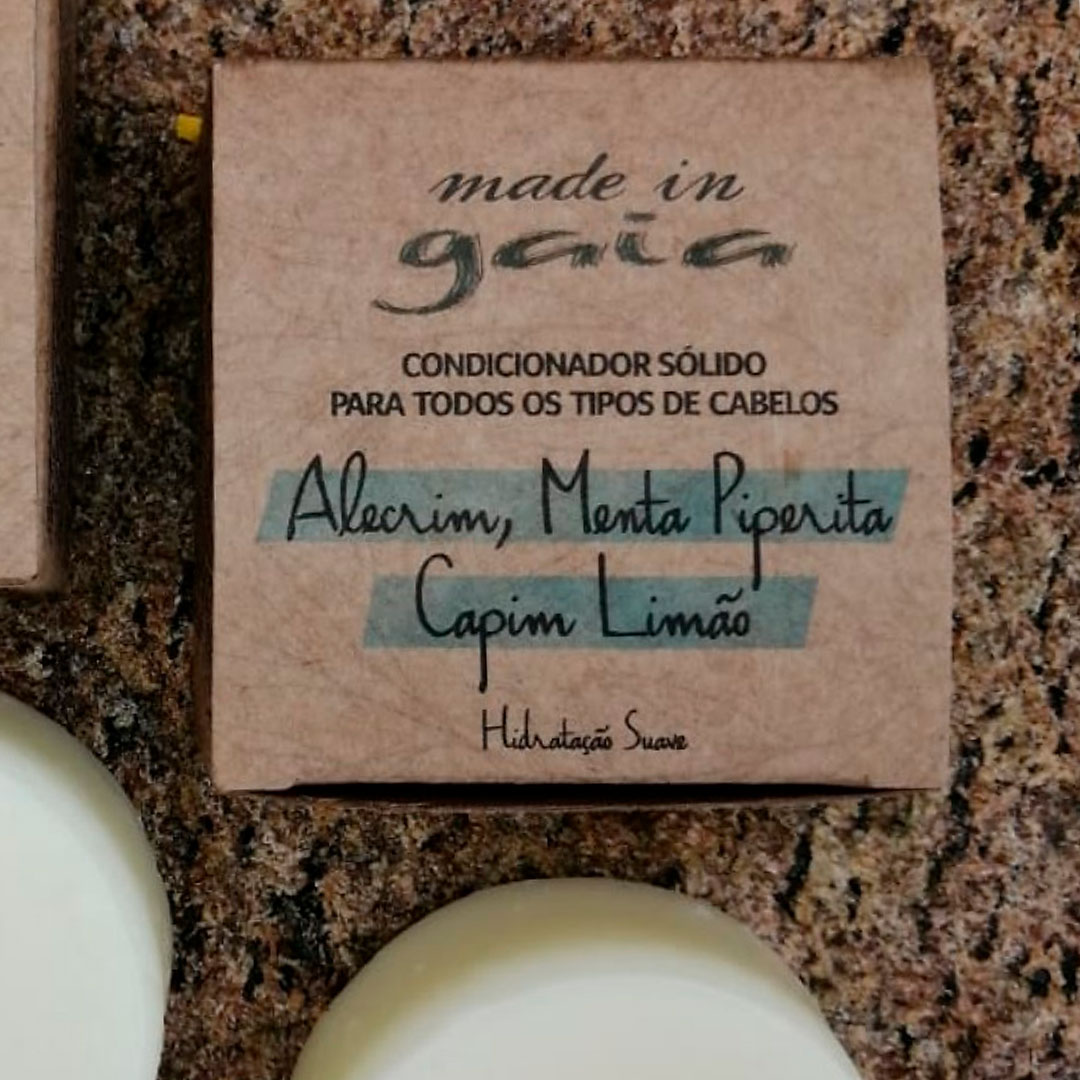 made in
gaia
CONDICIONADOR SÓLIDO
PARA TODOS OS TIPOS DE CABELOS
Alecrim, Menta Piperita
Capim Limão
Hidratação Suave